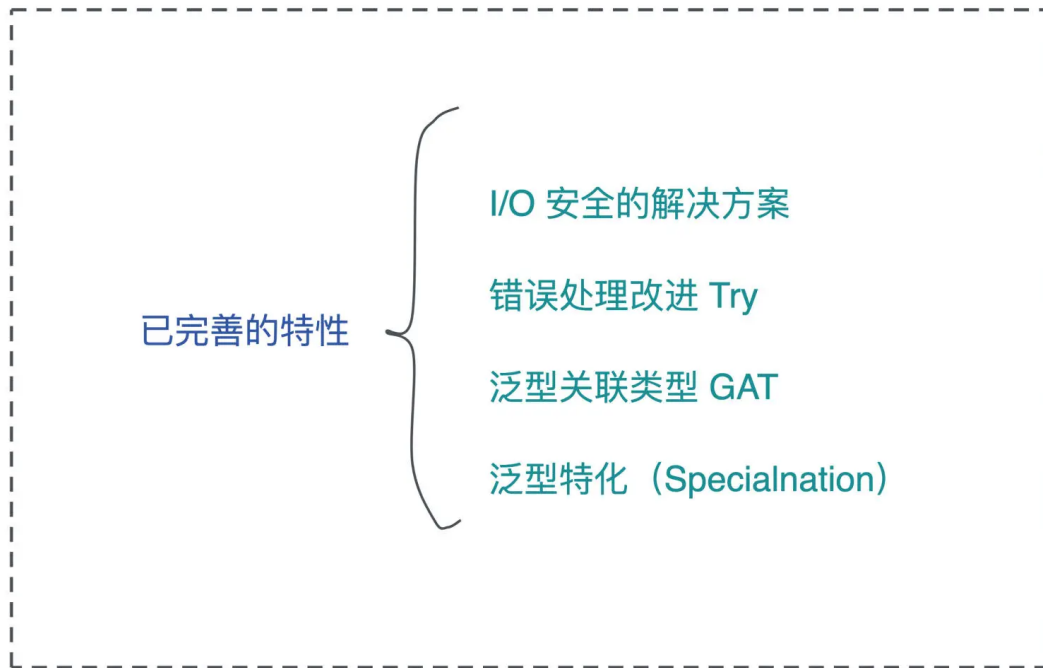 I/O 安全的解决方案
错误处理改进 Try
已完善的特性
泛型关联类型 GAT
泛型特化（Specialnation）